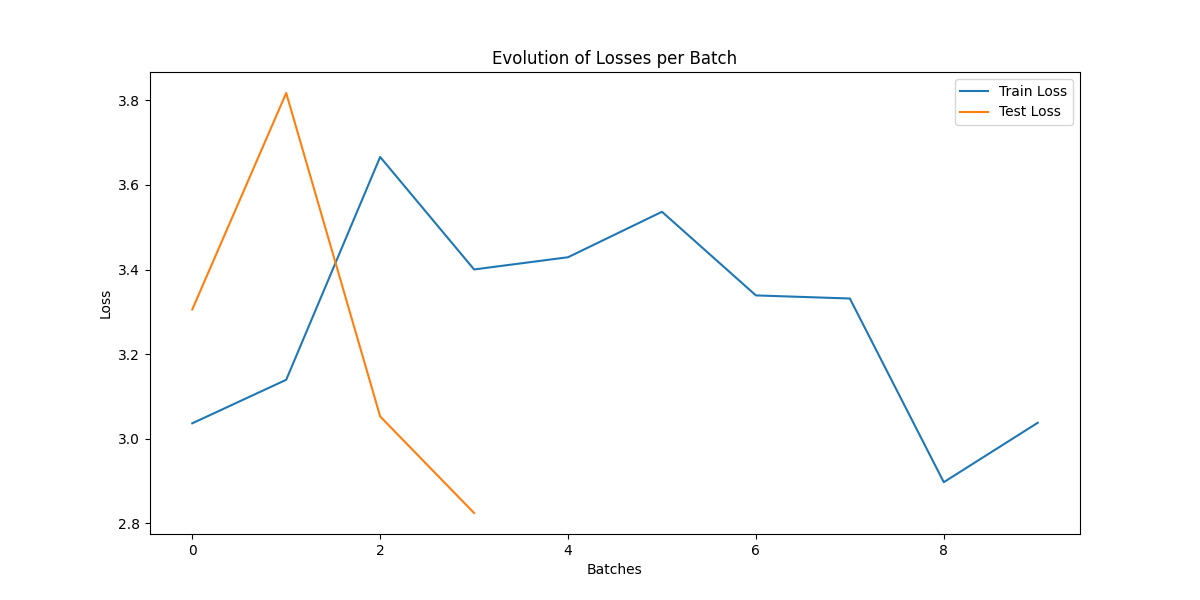 Evolution of Losses per Batch
Train Loss
Test Loss
3.8
3.6
3.4
3.2
3.0
2.8
Loss
0 2 4 6 8
Batches